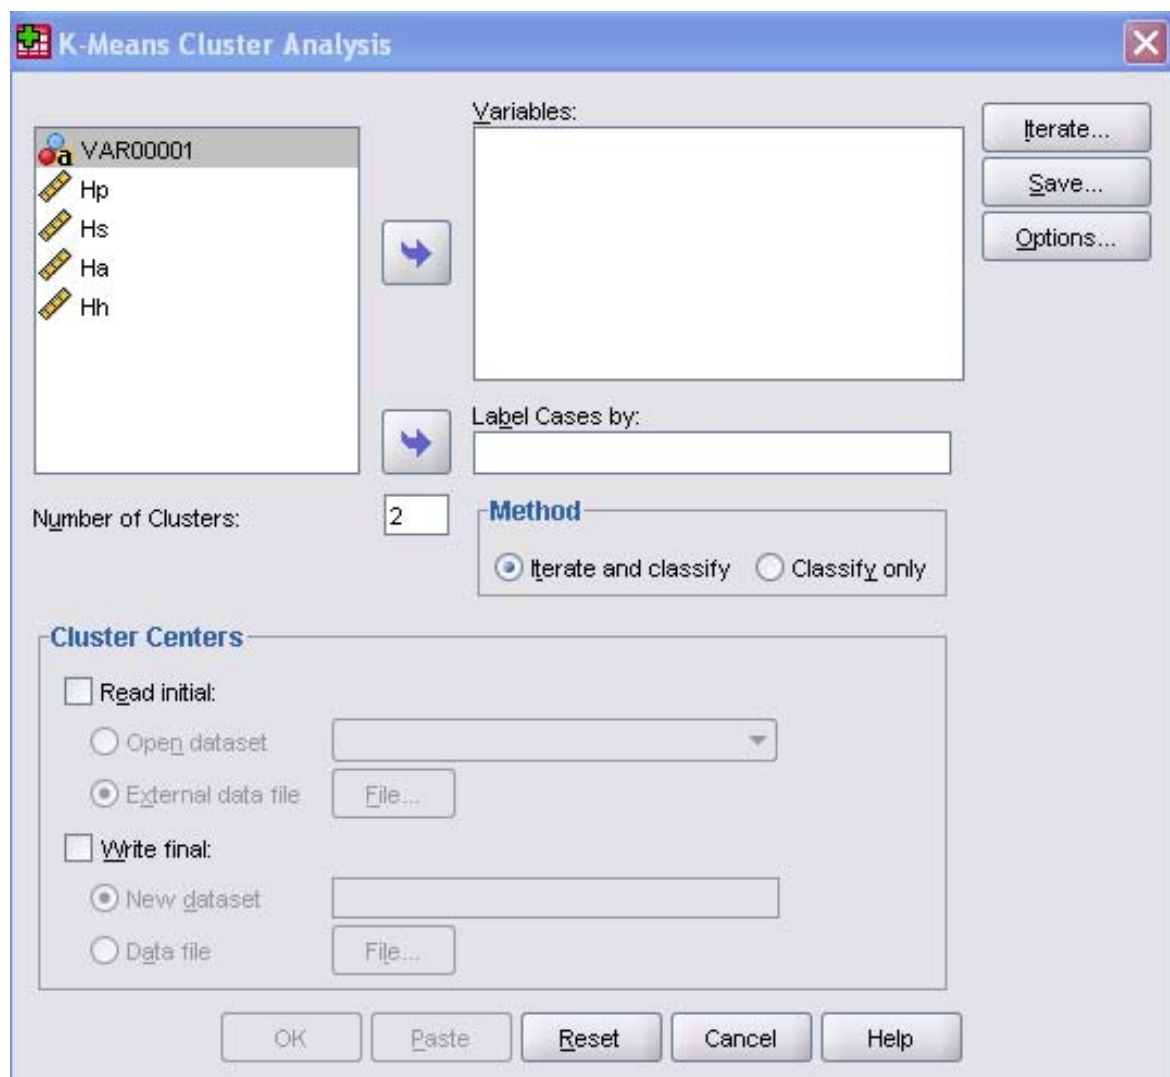 K-Means Cluster Analysis
Variables:
VAR00001
Hp
Hs
Ha
Hh
Iterate...
Save...
Options...
Label Cases by:
Number of Clusters: 2
Method
Iterate and classify Classify only
Cluster Centers
Read initial:
Open dataset
External data file File...
Write final:
New dataset
Data file File...
OK Paste Reset Cancel Help